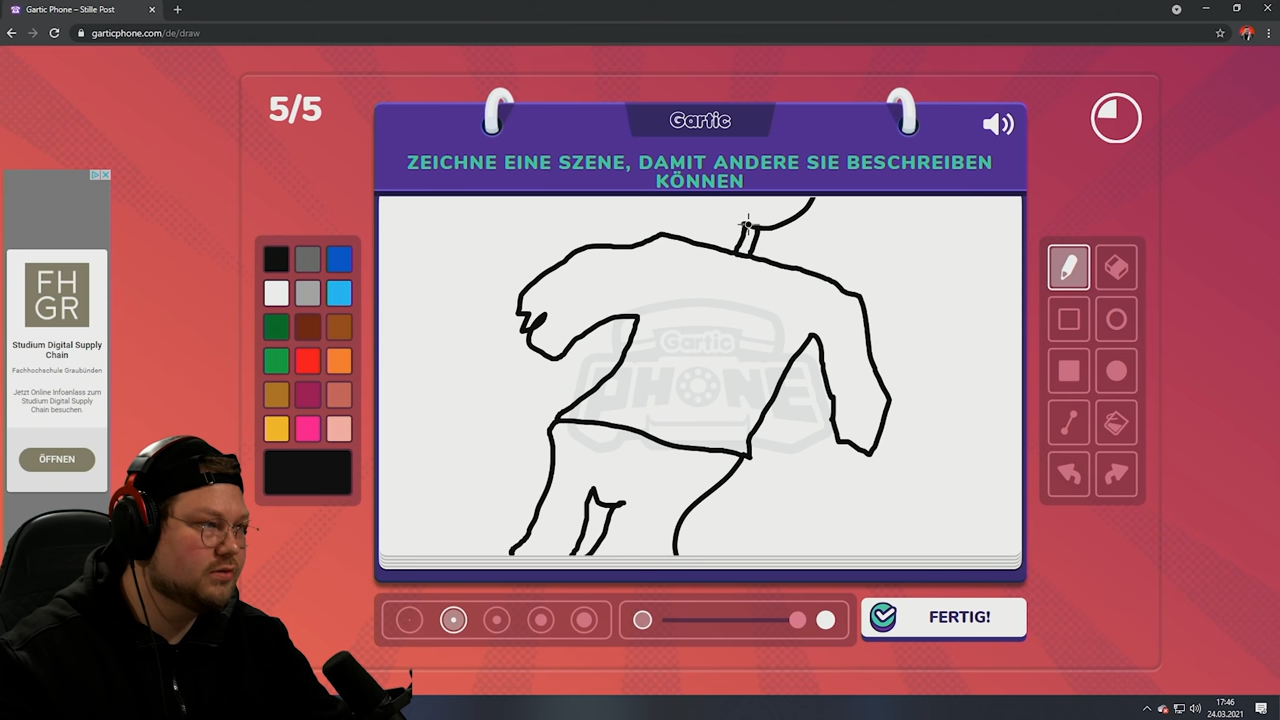 Gartic Phone – Stille Post
garticphone.com/de/draw
5/5
Gartic
ZEICHNE EINE SZENE, DAMIT ANDERE SIE BESCHREIBEN
KÖNNEN
Gartic
PHONE
FH
GR
Studium Digital Supply
Chain
Fachhochschule Graubünden
Jetzt Online Infoanlass zum
Studium Digital Supply
Chain besuchen.
ÖFFNEN
FERTIG!
17:46
24.03.2021